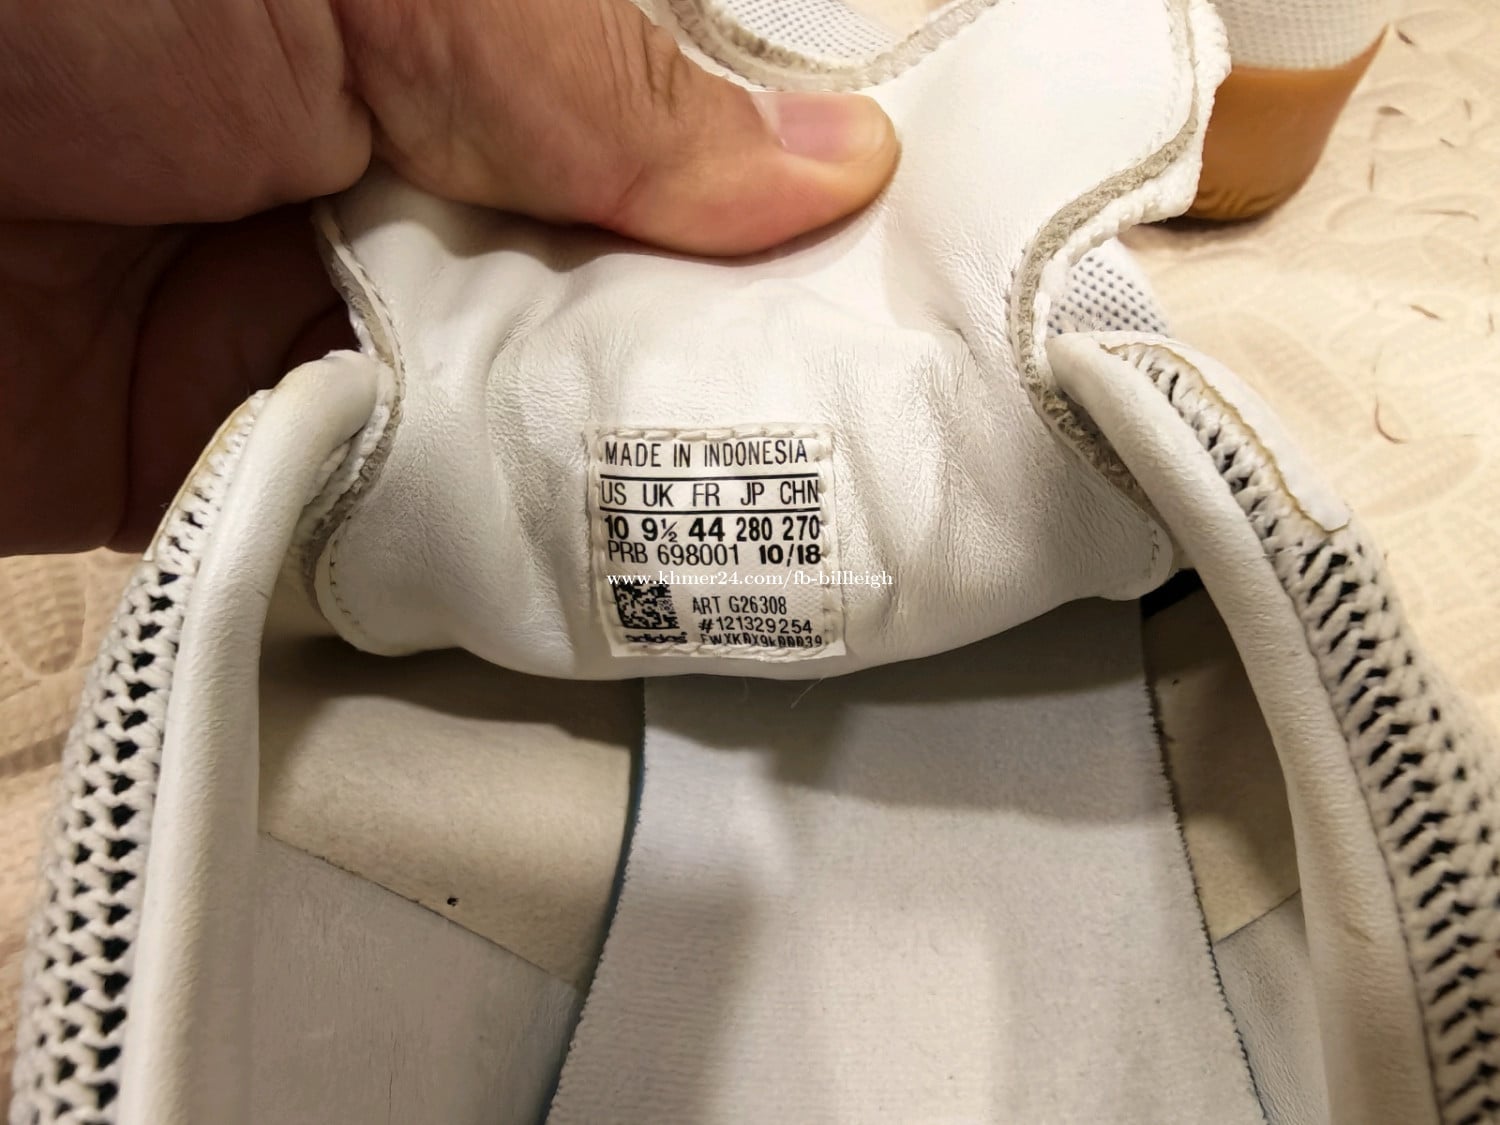 MADE IN INDONESIA
US UK FR JP CHN
10 9½ 44 280 270
PRB 698001 10/18
www.khmer24.com/fb-billleigh
ART G26308
#121329254
adidas